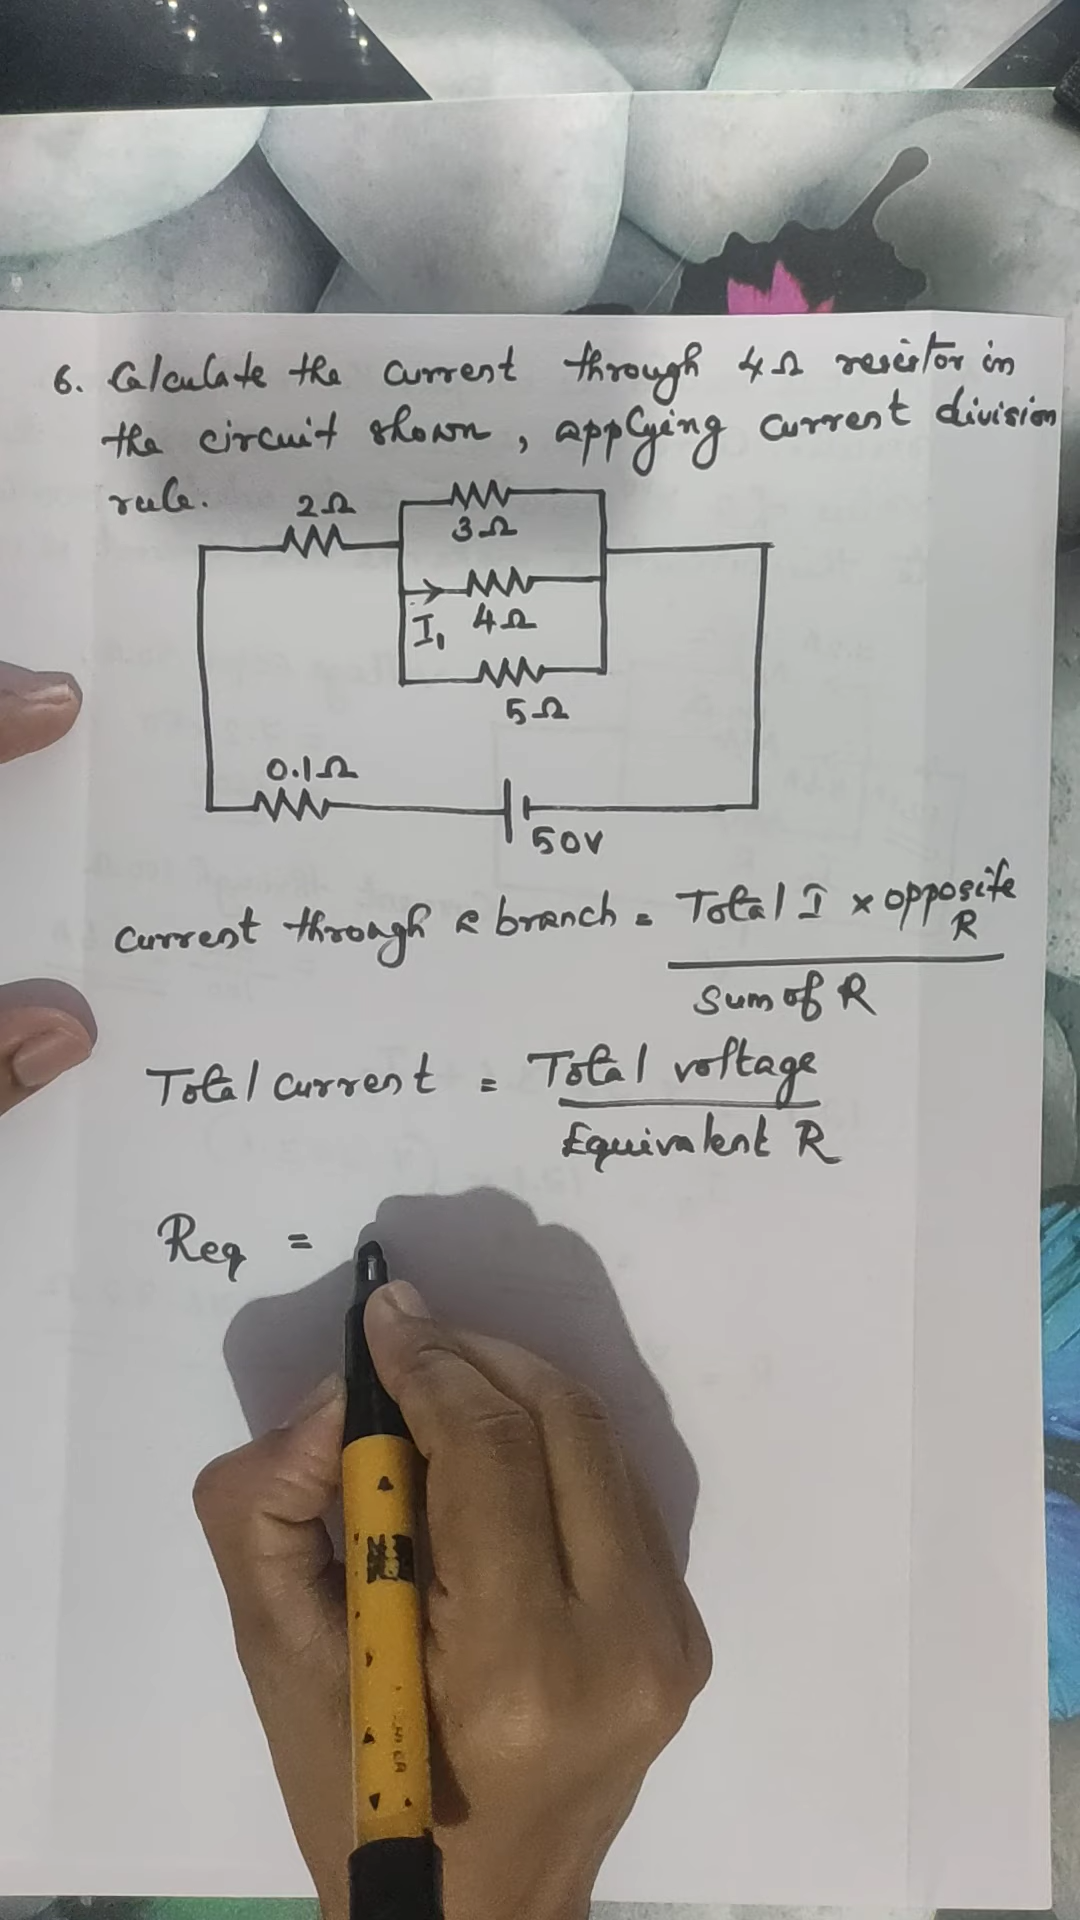 6. Calculate the current through 4Ω resistor in
the circuit shown, applying current division
rule.
2Ω
3Ω
I₁ 4Ω
5Ω
0.1Ω
50V
current through a branch = Total I × opposite R / Sum of R
Total current = Total voltage / Equivalent R
Req =